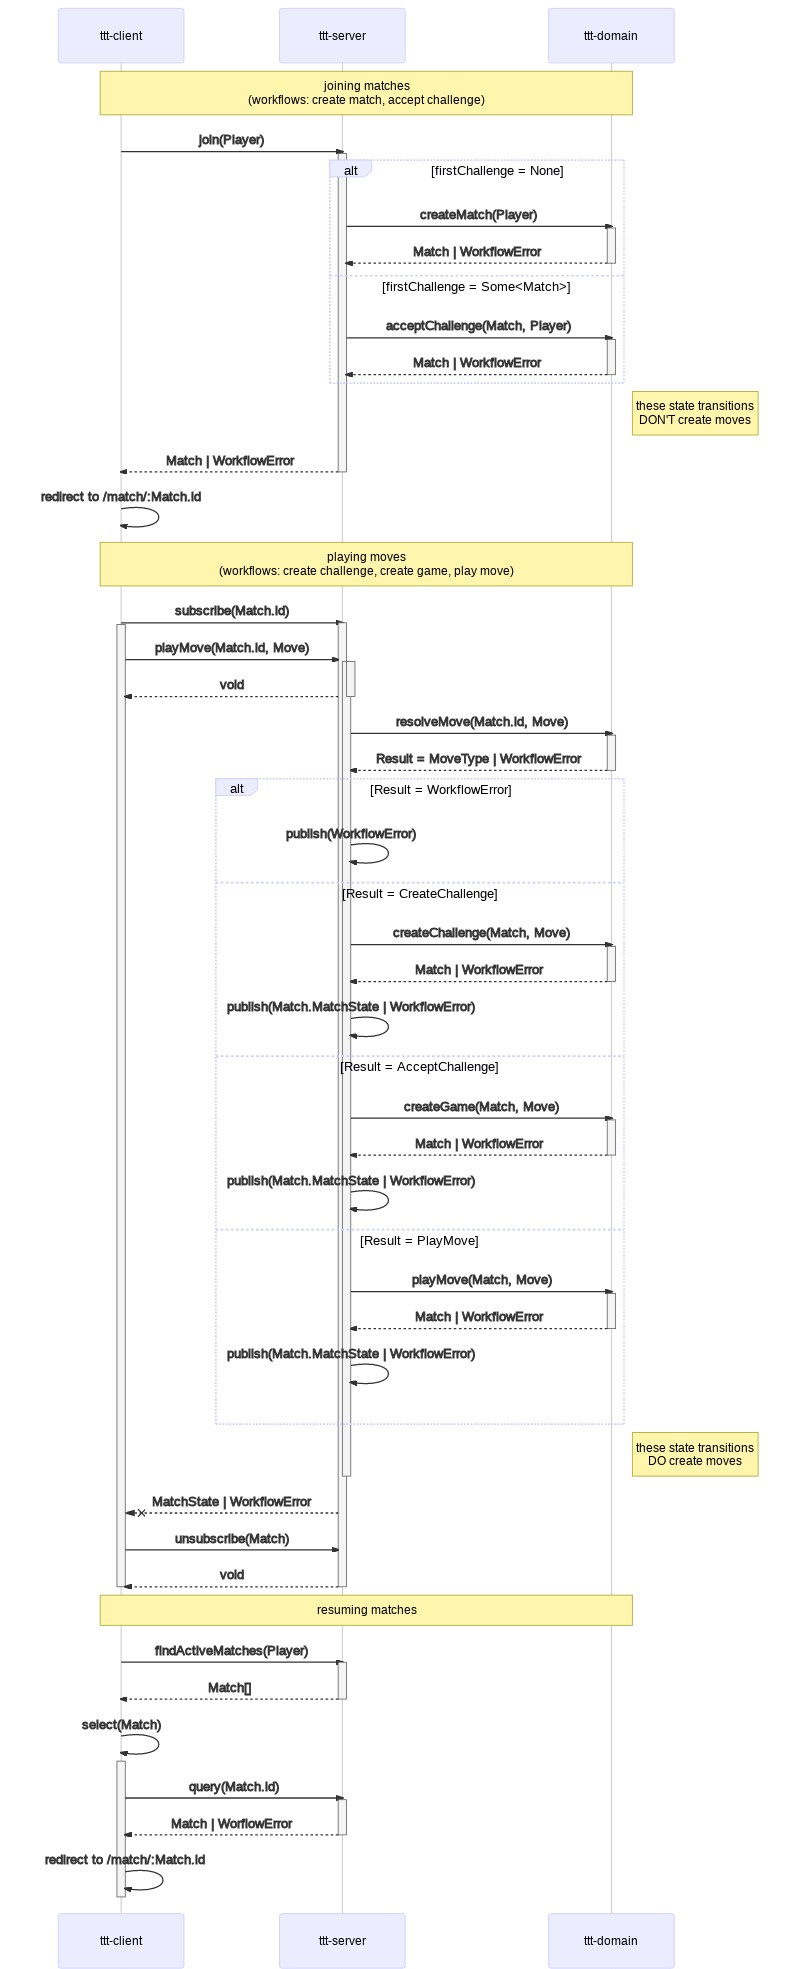 ttt-client
ttt-server
ttt-domain
joining matches
(workflows: create match, accept challenge)
join(Player)
alt
[firstChallenge = None]
createMatch(Player)
Match | WorkflowError
[firstChallenge = Some<Match>]
acceptChallenge(Match, Player)
Match | WorkflowError
these state transitions
DON'T create moves
Match | WorkflowError
redirect to /match/:Match.id
playing moves
(workflows: create challenge, create game, play move)
subscribe(Match.id)
playMove(Match.id, Move)
void
resolveMove(Match.id, Move)
Result = MoveType | WorkflowError
alt
[Result = WorkflowError]
publish(WorkflowError)
[Result = CreateChallenge]
createChallenge(Match, Move)
Match | WorkflowError
publish(Match.MatchState | WorkflowError)
[Result = AcceptChallenge]
createGame(Match, Move)
Match | WorkflowError
publish(Match.MatchState | WorkflowError)
[Result = PlayMove]
playMove(Match, Move)
Match | WorkflowError
publish(Match.MatchState | WorkflowError)
these state transitions
DO create moves
MatchState | WorkflowError
unsubscribe(Match)
void
resuming matches
findActiveMatches(Player)
Match[]
select(Match)
query(Match.id)
Match | WorflowError
redirect to /match/:Match.id
ttt-client
ttt-server
ttt-domain